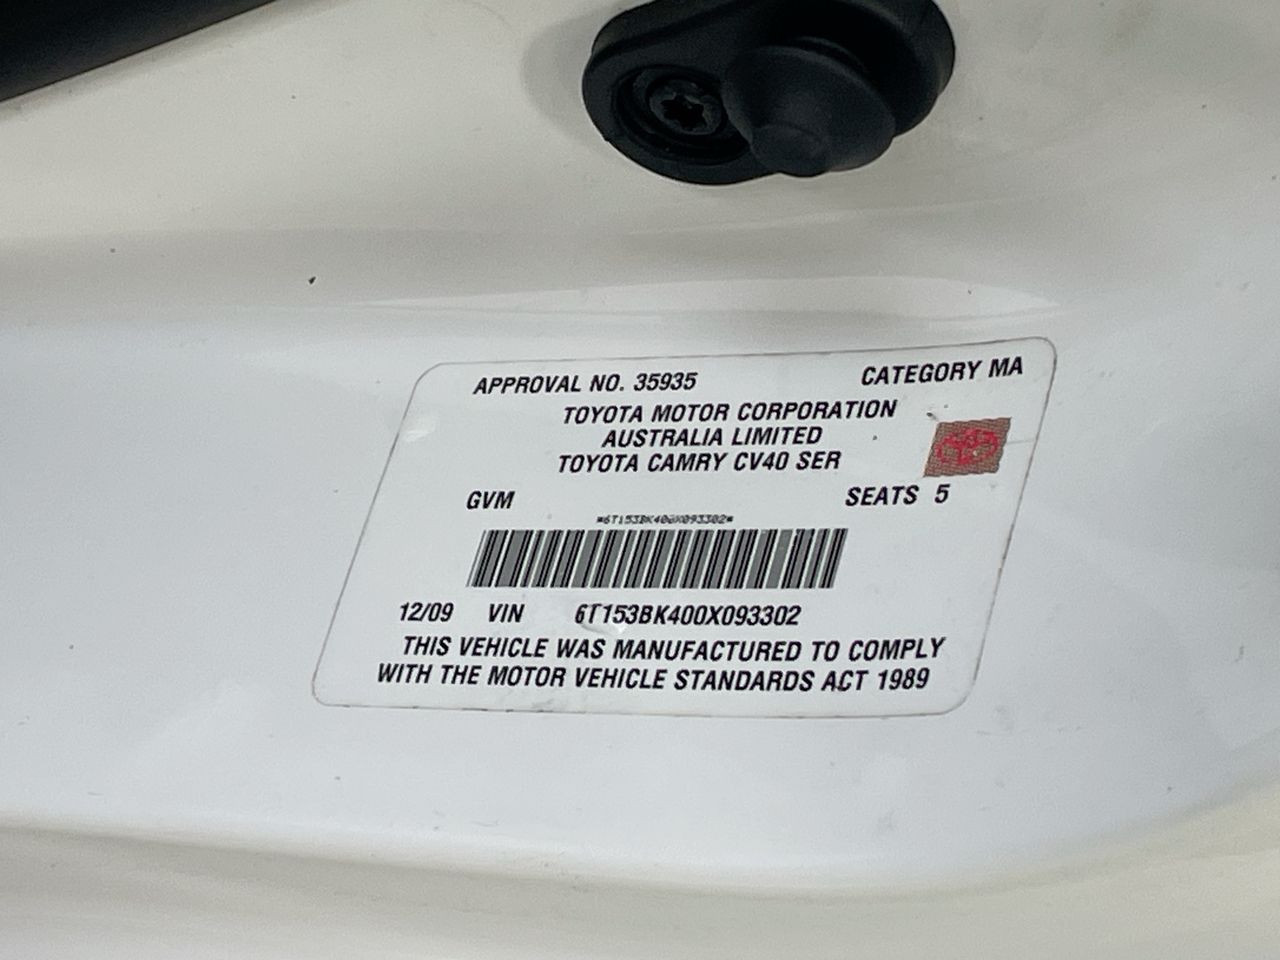 APPROVAL NO. 35935 CATEGORY MA
TOYOTA MOTOR CORPORATION
AUSTRALIA LIMITED
TOYOTA CAMRY CV40 SER
GVM SEATS 5
*6T153BK400X093302*
12/09 VIN 6T153BK400X093302
THIS VEHICLE WAS MANUFACTURED TO COMPLY
WITH THE MOTOR VEHICLE STANDARDS ACT 1989